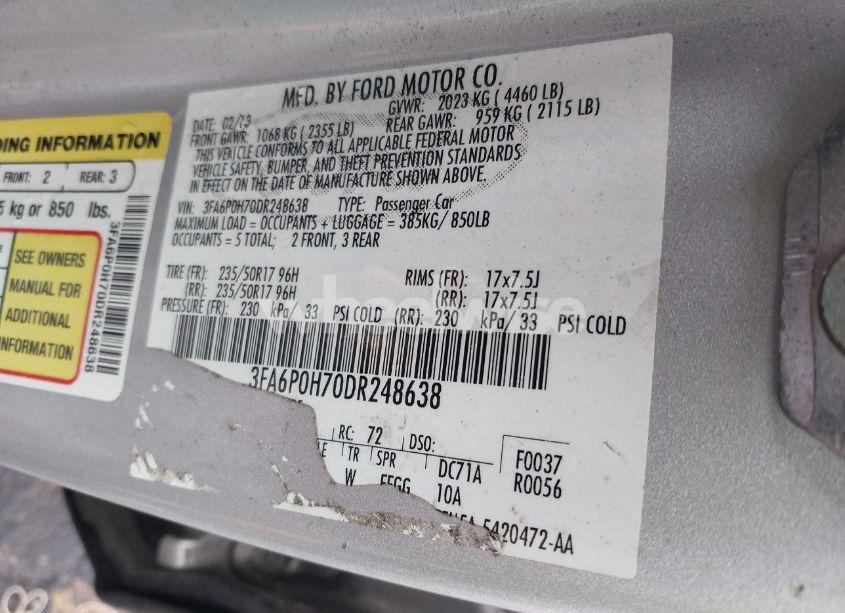 DING INFORMATION
FRONT: 2 REAR: 3
5 kg or 850 lbs.
SEE OWNERS
MANUAL FOR
ADDITIONAL
INFORMATION
3FA6P0H70DR248638
MFD. BY FORD MOTOR CO.
DATE: 02/13 GVWR: 2023 KG ( 4460 LB)
FRONT GAWR: 1068 KG ( 2355 LB) REAR GAWR: 959 KG ( 2115 LB)
THIS VEHICLE CONFORMS TO ALL APPLICABLE FEDERAL MOTOR
VEHICLE SAFETY, BUMPER, AND THEFT PREVENTION STANDARDS
IN EFFECT ON THE DATE OF MANUFACTURE SHOWN ABOVE.
VIN: 3FA6P0H70DR248638 TYPE: Passenger Car
MAXIMUM LOAD = OCCUPANTS + LUGGAGE = 385KG/ 850LB
OCCUPANTS = 5 TOTAL; 2 FRONT, 3 REAR
TIRE (FR): 235/50R17 96H RIMS (FR): 17x7.5J
(RR): 235/50R17 96H (RR): 17x7.5J
PRESSURE (FR): 230 kPa/ 33 PSI COLD (RR): 230 kPa/ 33 PSI COLD
3FA6P0H70DR248638
RC: 72 DSO:
TR SPR DC71A F0037
W 10A R0056
5420472-AA